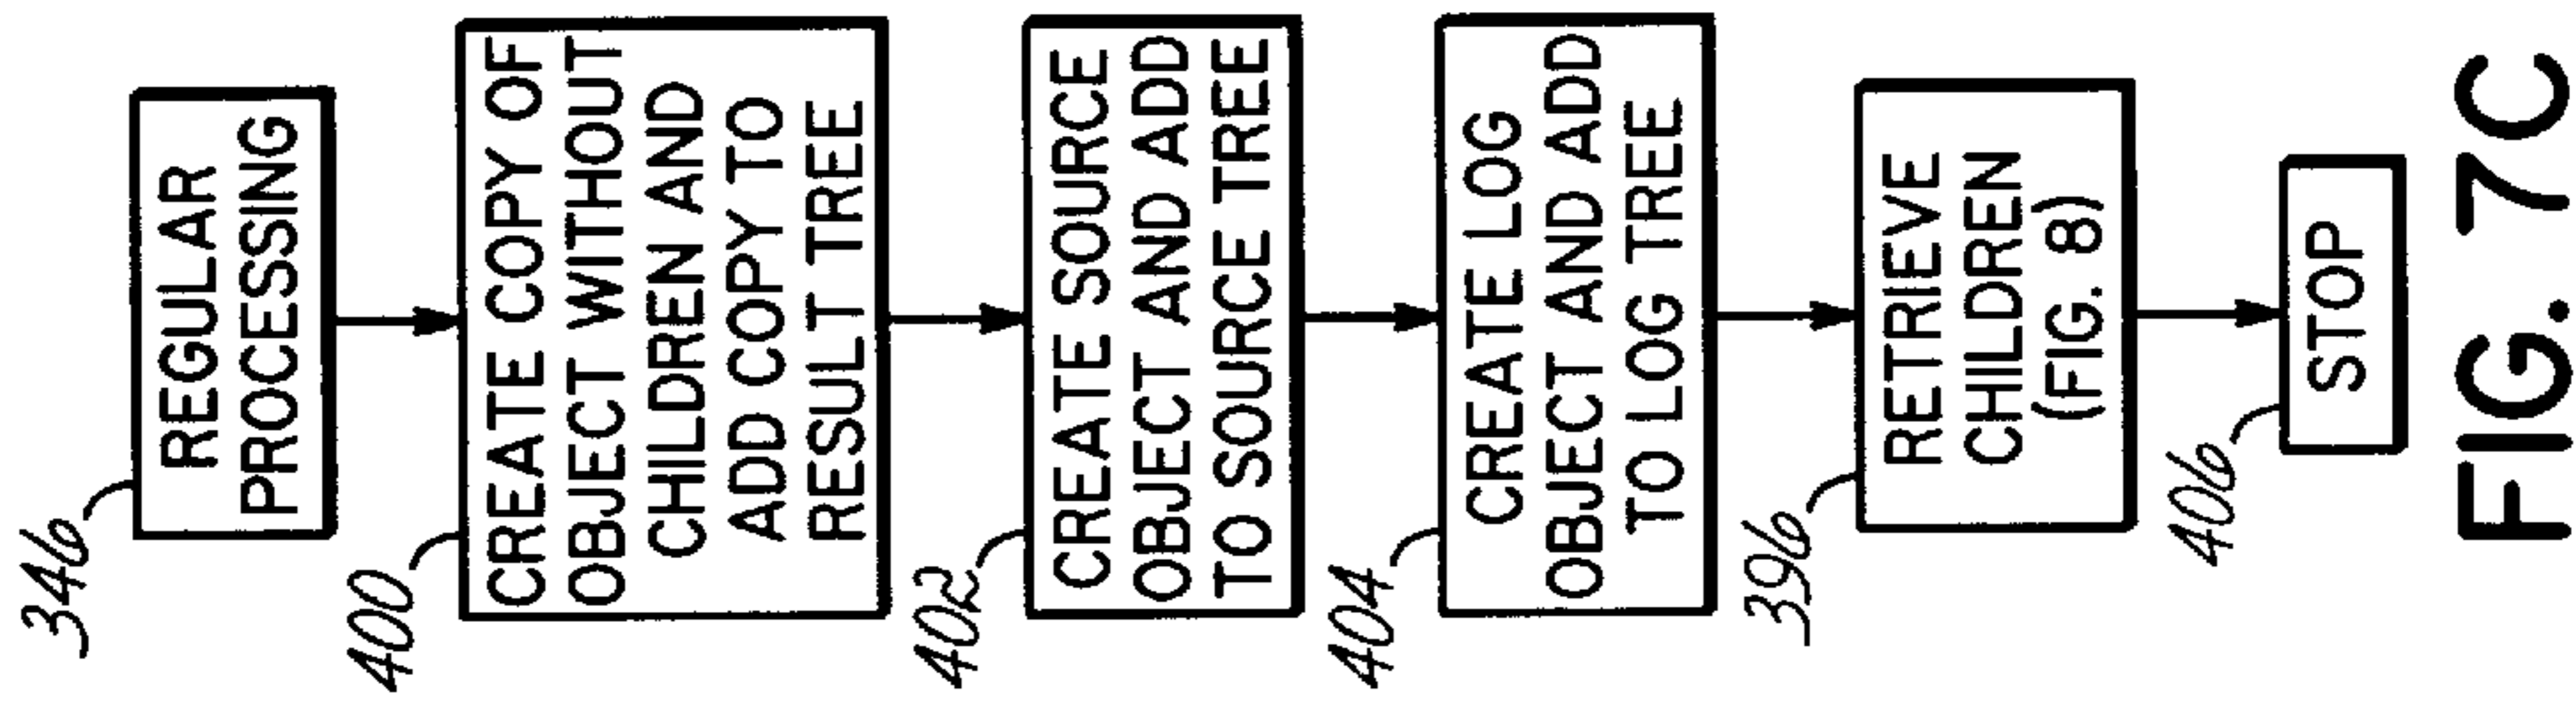 346
REGULAR
PROCESSING
400
CREATE COPY OF
OBJECT WITHOUT
CHILDREN AND
ADD COPY TO
RESULT TREE
402
CREATE SOURCE
OBJECT AND ADD
TO SOURCE TREE
404
CREATE LOG
OBJECT AND ADD
TO LOG TREE
396
RETRIEVE
CHILDREN
(FIG. 8)
406
STOP
FIG. 7C